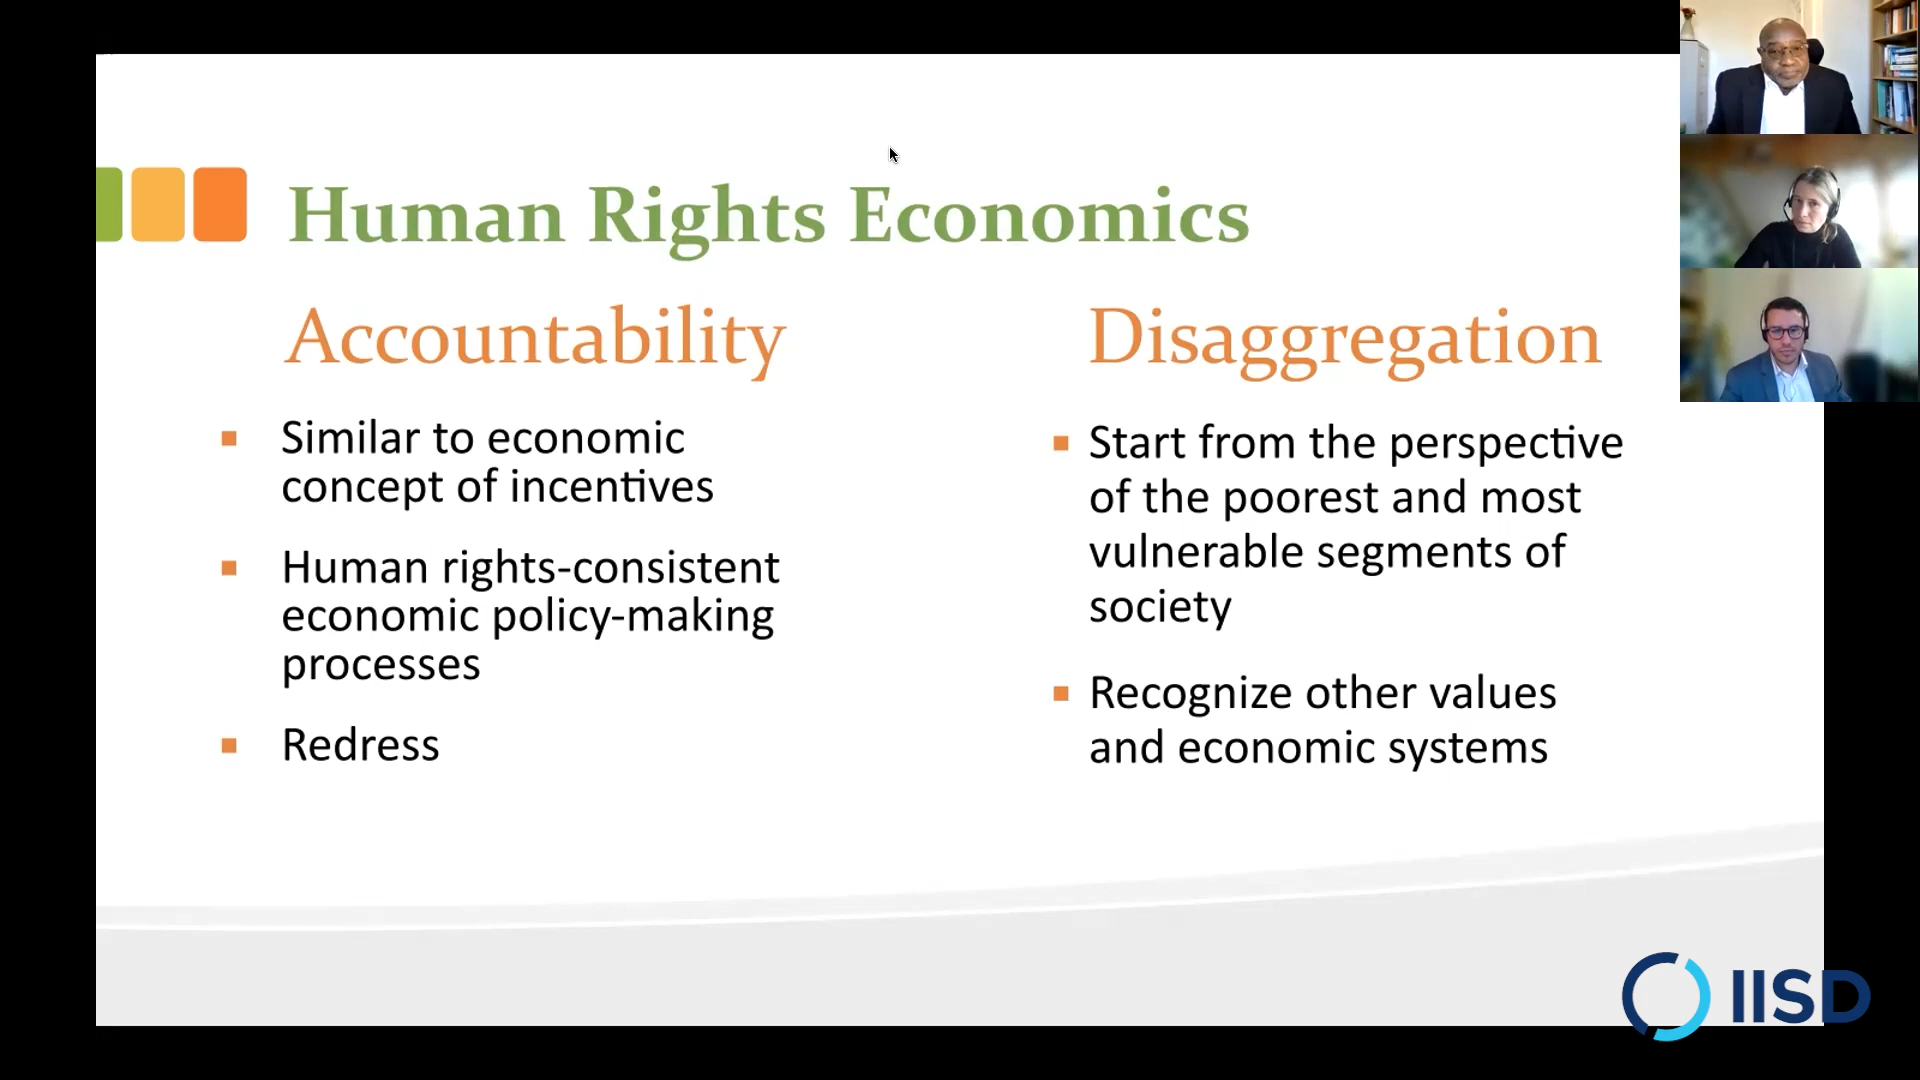 Human Rights Economics
Accountability
Similar to economic
concept of incentives
Human rights-consistent
economic policy-making
processes
Redress
Disaggregation
Start from the perspective
of the poorest and most
vulnerable segments of
society
Recognize other values
and economic systems
IISD